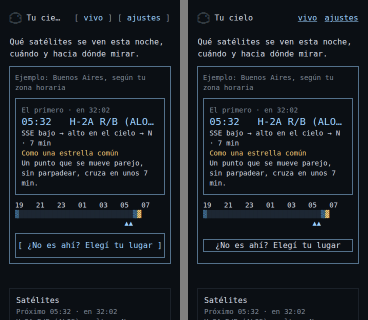 Tu cie… [ vivo ] [ ajustes ]
Qué satélites se ven esta noche,
cuándo y hacia dónde mirar.
Ejemplo: Buenos Aires, según tu
zona horaria
El primero · en 32:02
05:32 H-2A R/B (ALO…
SSE bajo → alto en el cielo → N
· 7 min
Como una estrella común
Un punto que se mueve parejo,
sin parpadear, cruza en unos 7
min.
19 21 23 01 03 05 07
[ ¿No es ahí? Elegí tu lugar ]
Satélites
Próximo 05:32 · en 32:02
Tu cielo vivo ajustes
Qué satélites se ven esta noche,
cuándo y hacia dónde mirar.
Ejemplo: Buenos Aires, según tu
zona horaria
El primero · en 32:02
05:32 H-2A R/B (ALO…
SSE bajo → alto en el cielo → N
· 7 min
Como una estrella común
Un punto que se mueve parejo,
sin parpadear, cruza en unos 7
min.
19 21 23 01 03 05 07
¿No es ahí? Elegí tu lugar
Satélites
Próximo 05:32 · en 32:02